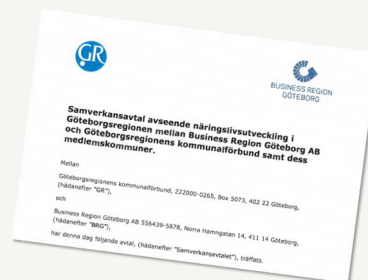 GR
BUSINESS REGION
GÖTEBORG
Samverkansavtal avseende näringslivsutveckling i
Göteborgsregionen mellan Business Region Göteborg AB
och Göteborgsregionens kommunalförbund samt dess
medlemskommuner.
Mellan
Göteborgsregionens kommunalförbund, 222000-0265, Box 5073, 402 22 Göteborg,
(hädanefter "GR"),
och
Business Region Göteborg AB 556439-5878, Norra Hamngatan 14, 411 14 Göteborg,
(hädanefter "BRG"),
har denna dag följande avtal, (hädanefter "Samverkansavtalet"), träffats.